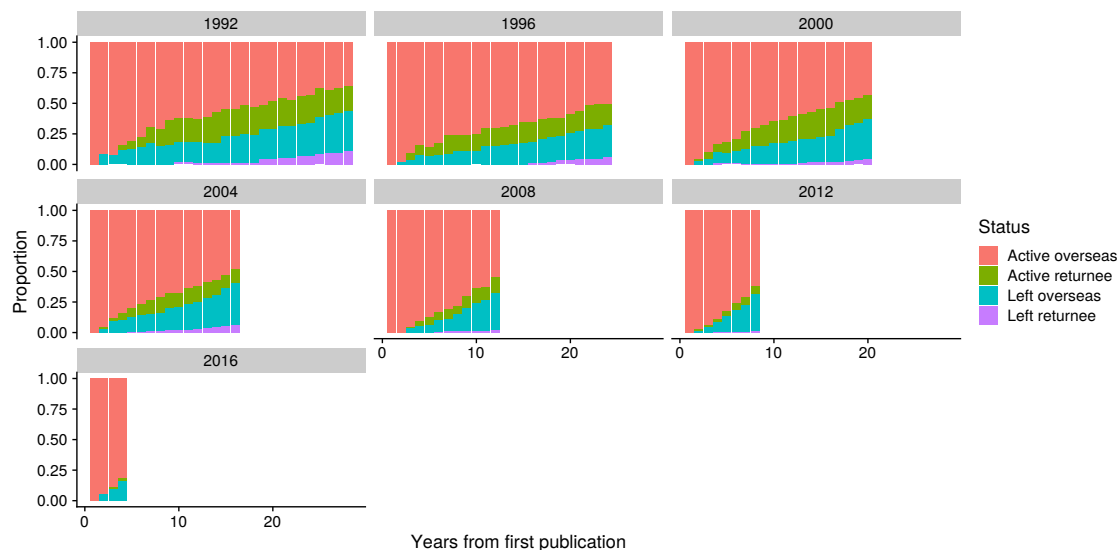 1992 1996 2000
1.00
0.75
0.50
0.25
0.00
2004 2008 2012
1.00
0.75
0.50
0.25
0.00
0 10 20 0 10 20
2016
1.00
0.75
0.50
0.25
0.00
0 10 20
Proportion
Years from first publication
Status
Active overseas
Active returnee
Left overseas
Left returnee